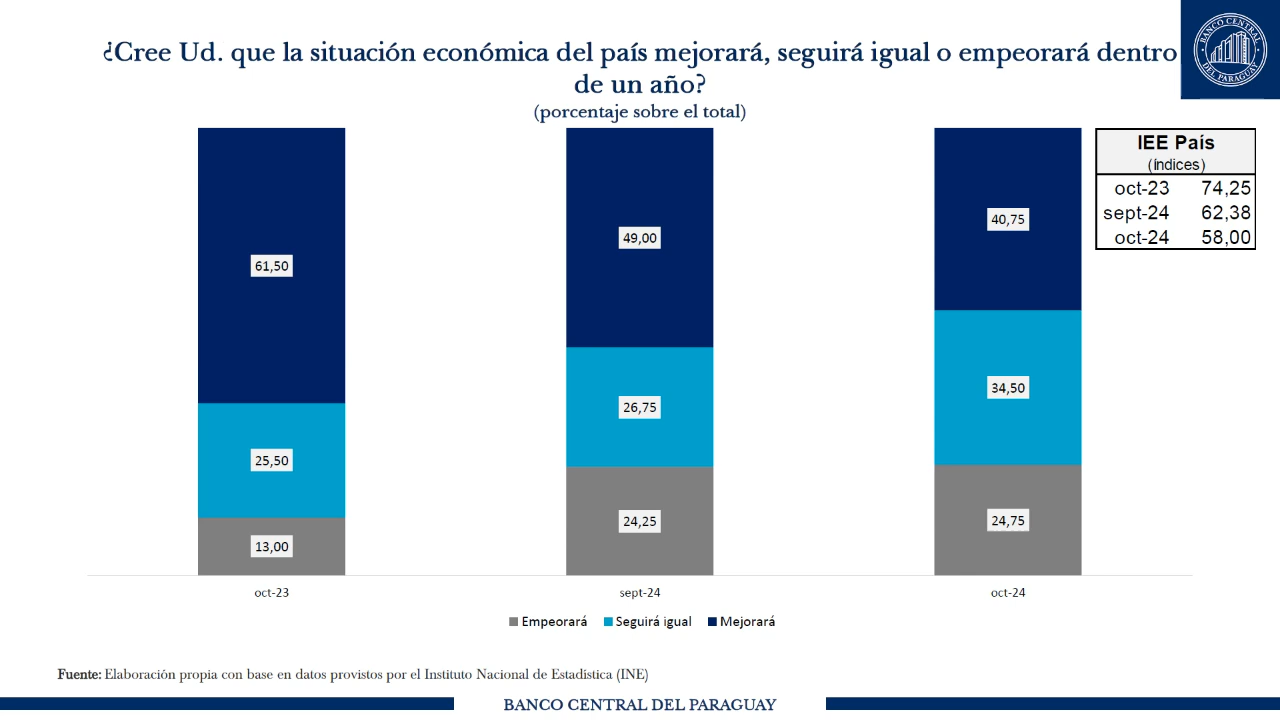 ¿Cree Ud. que la situación económica del país mejorará, seguirá igual o empeorará dentro
de un año?
(porcentaje sobre el total)
BANCO CENTRAL
DEL PARAGUAY
IEE País
(índices)
oct-23 74,25
sept-24 62,38
oct-24 58,00
61,50
49,00
40,75
25,50
26,75
34,50
13,00
24,25
24,75
oct-23
sept-24
oct-24
Empeorará Seguirá igual Mejorará
Fuente: Elaboración propia con base en datos provistos por el Instituto Nacional de Estadística (INE)
BANCO CENTRAL DEL PARAGUAY